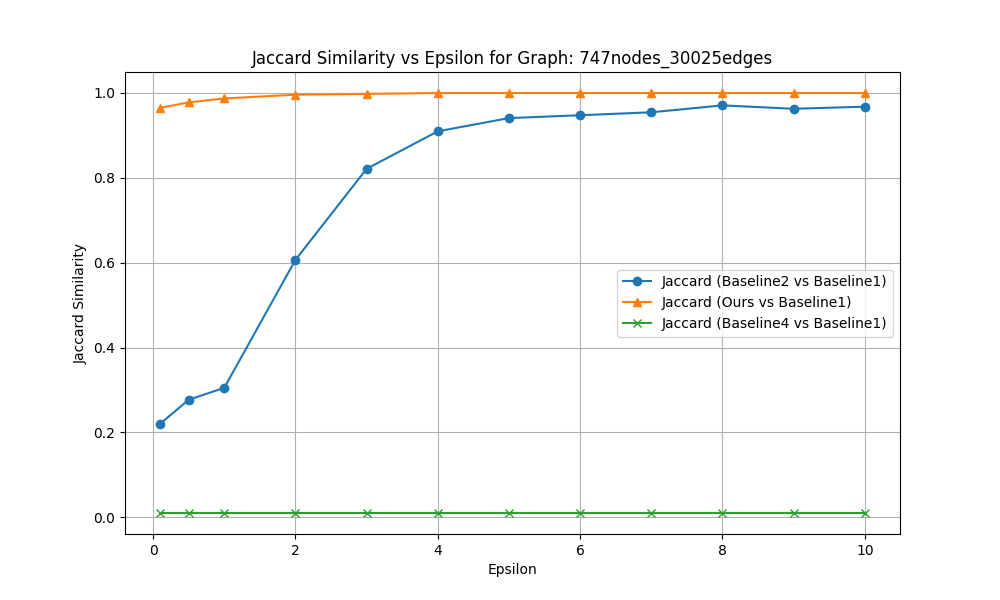 Jaccard Similarity vs Epsilon for Graph: 747nodes_30025edges
Jaccard Similarity
1.0
0.8
0.6
0.4
0.2
0.0
Jaccard (Baseline2 vs Baseline1)
Jaccard (Ours vs Baseline1)
Jaccard (Baseline4 vs Baseline1)
0 2 4 6 8 10
Epsilon